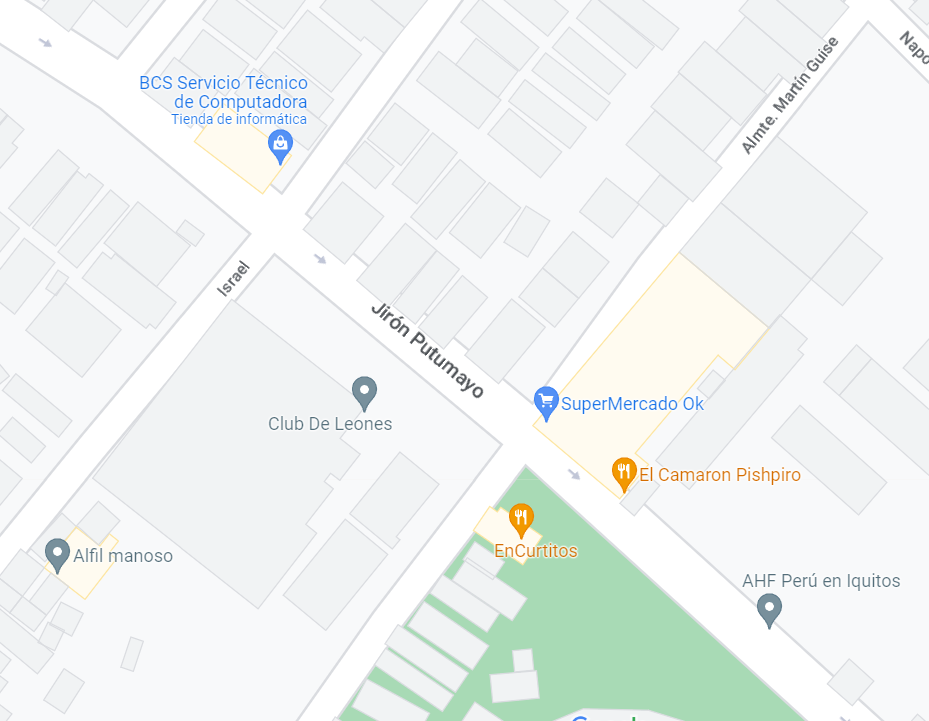 Napo
Almte. Martín Guise
BCS Servicio Técnico
de Computadora
Tienda de informática
Israel
Jirón Putumayo
SuperMercado Ok
Club De Leones
El Camaron Pishpiro
EnCurtitos
Alfil manoso
AHF Perú en Iquitos